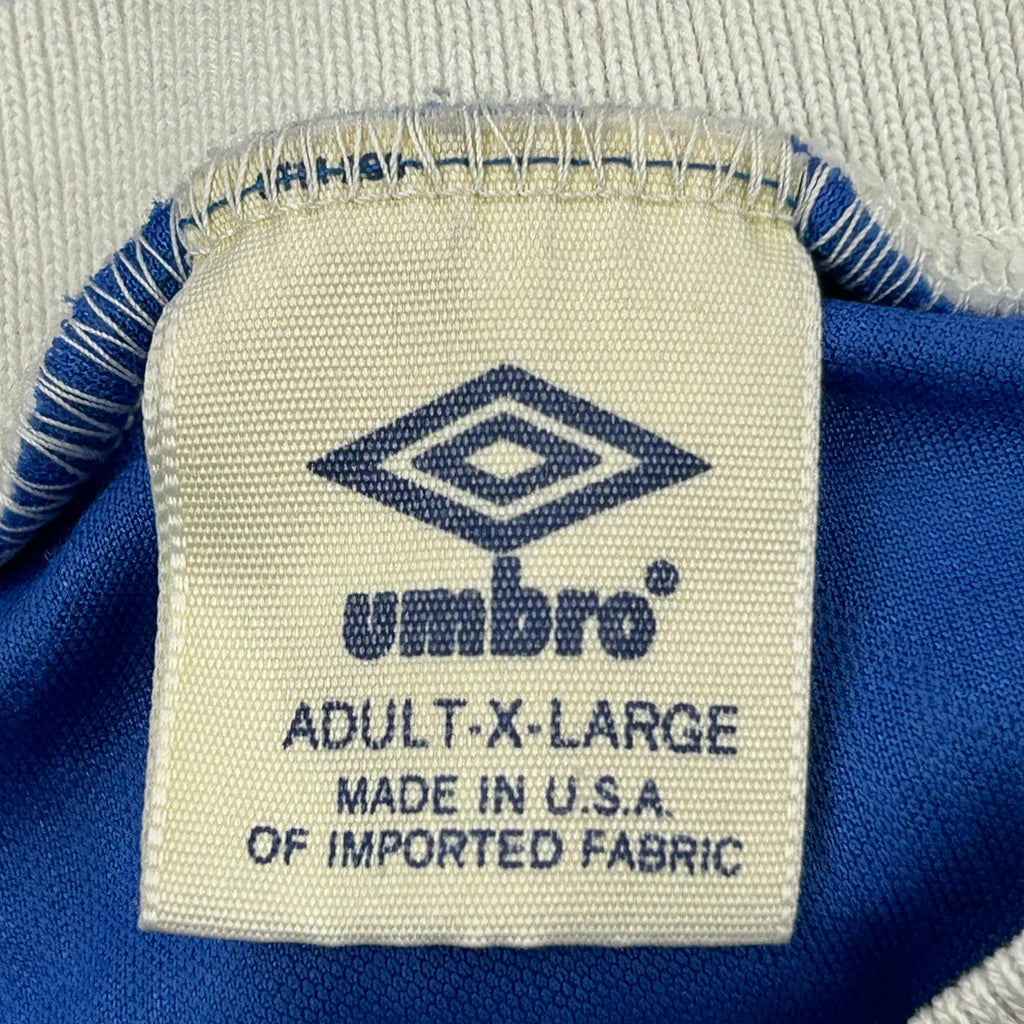 umbro®
ADULT-X-LARGE
MADE IN U.S.A.
OF IMPORTED FABRIC